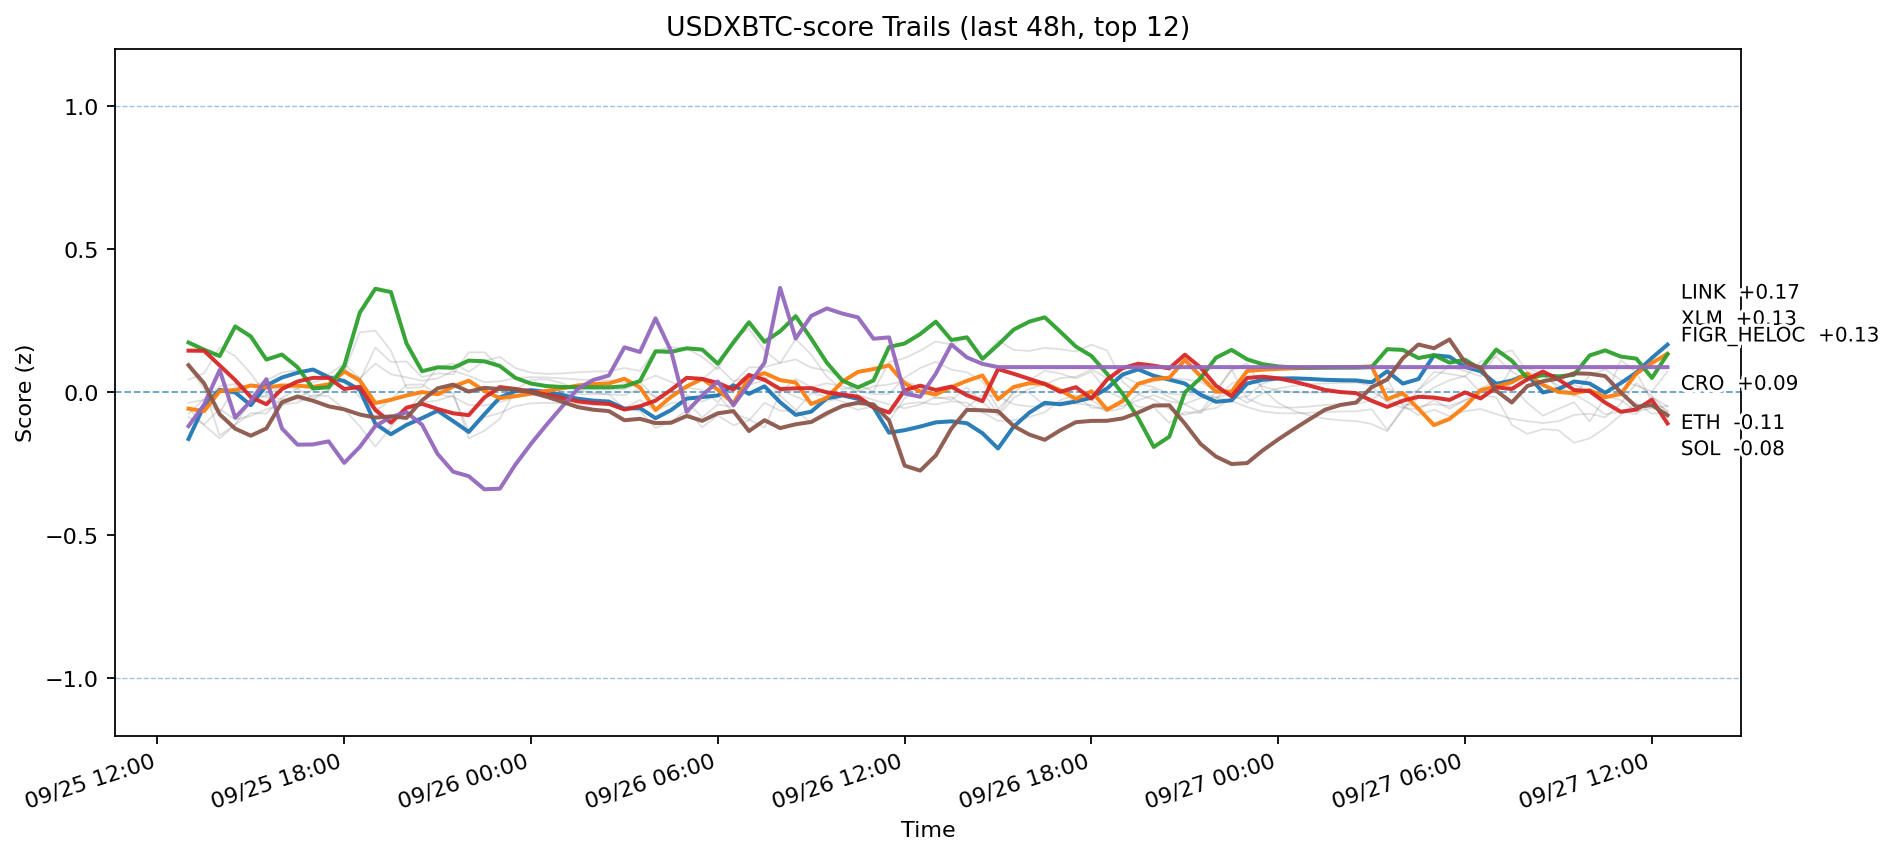 USDXBTC-score Trails (last 48h, top 12)
Score (z)
1.0
0.5
0.0
−0.5
−1.0
LINK +0.17
XLM +0.13
FIGR_HELOC +0.13
CRO +0.09
ETH -0.11
SOL -0.08
09/25 12:00
09/25 18:00
09/26 00:00
09/26 06:00
09/26 12:00
09/26 18:00
09/27 00:00
09/27 06:00
09/27 12:00
Time